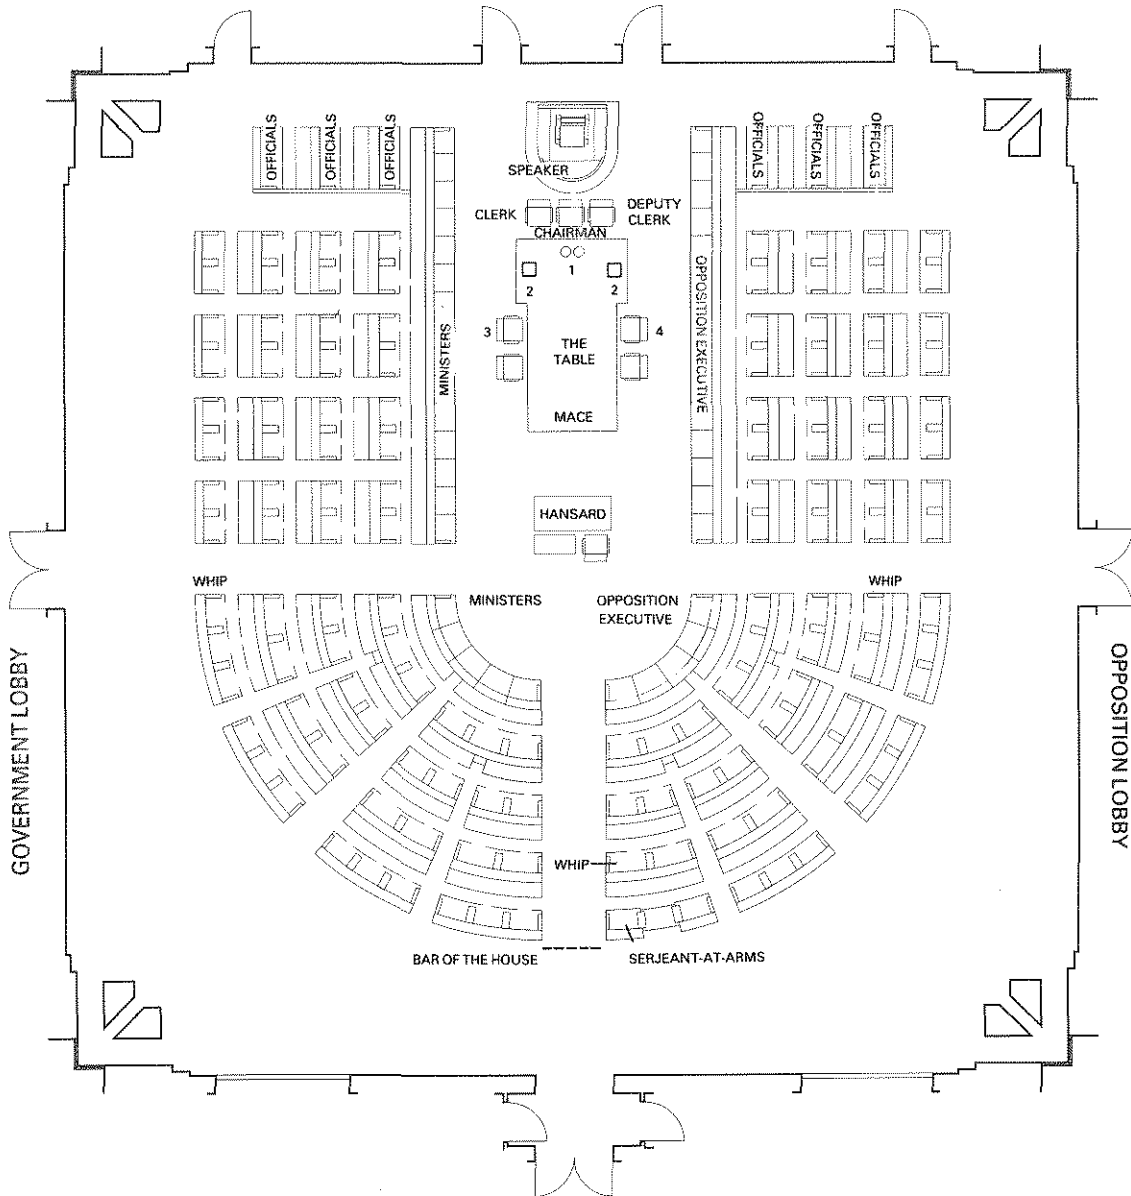 OFFICIALS
OFFICIALS
OFFICIALS
OFFICIALS
OFFICIALS
OFFICIALS
SPEAKER
CLERK
DEPUTY
CLERK
CHAIRMAN
1
2
2
3
4
MINISTERS
THE
TABLE
OPPOSITION EXECUTIVE
MACE
HANSARD
WHIP
WHIP
MINISTERS
OPPOSITION
EXECUTIVE
GOVERNMENT LOBBY
OPPOSITION LOBBY
WHIP
BAR OF THE HOUSE
SERJEANT-AT-ARMS